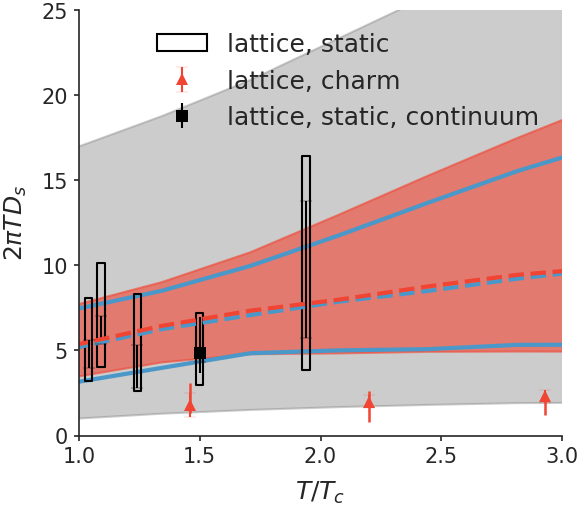 25
20
15
10
5
0
2πTD_s
lattice, static
lattice, charm
lattice, static, continuum
1.0 1.5 2.0 2.5 3.0
T/T_c